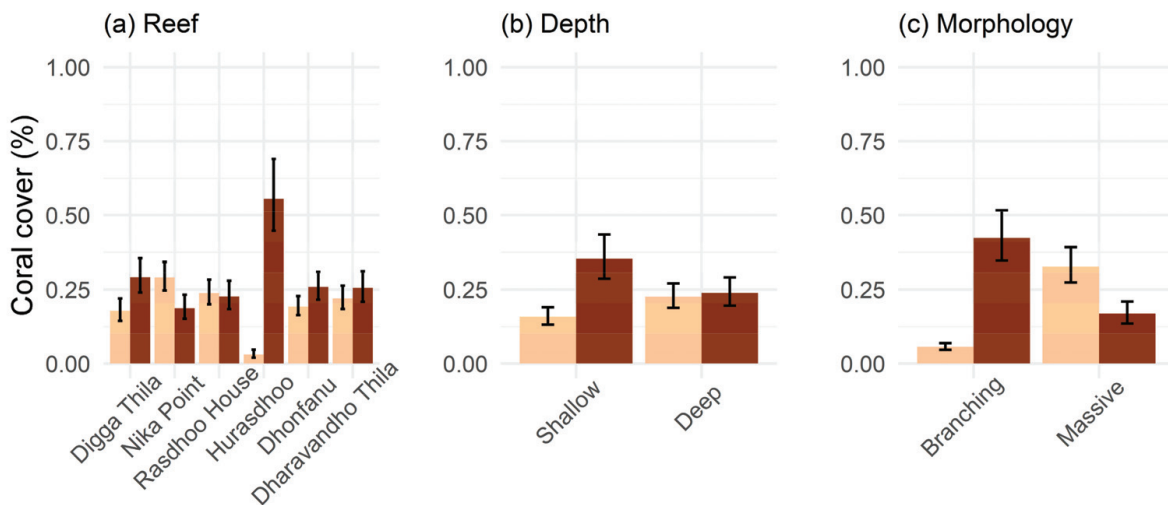 (a) Reef
Coral cover (%)
1.00
0.75
0.50
0.25
0.00
Digga Thila
Nika Point
Rasdhoo House
Hurasdhoo
Dhonfanu
Dharavandho Thila
(b) Depth
1.00
0.75
0.50
0.25
0.00
Shallow
Deep
(c) Morphology
1.00
0.75
0.50
0.25
0.00
Branching
Massive